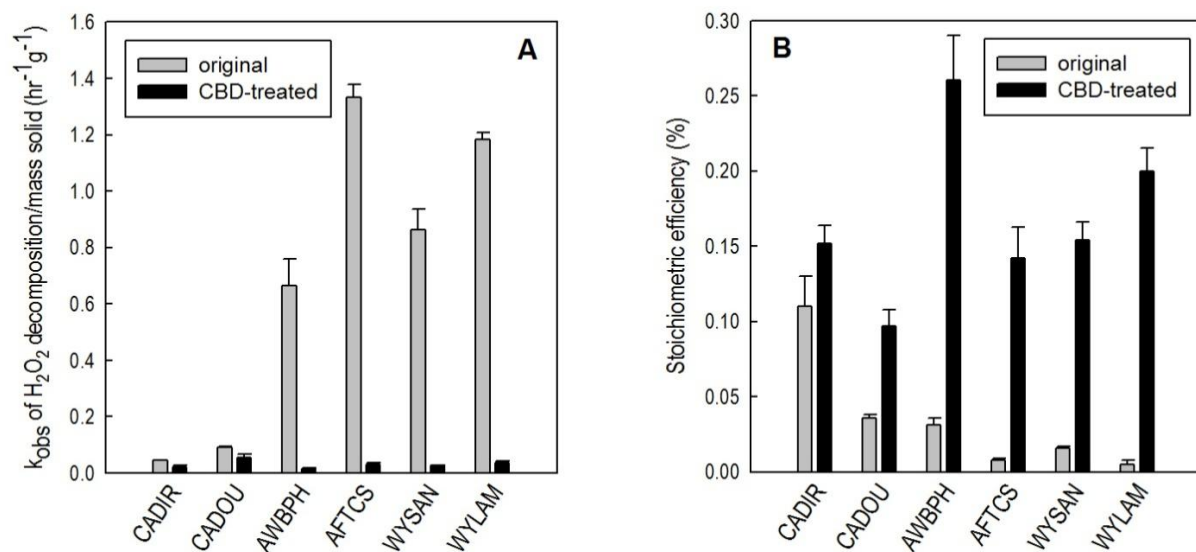 A
original
CBD-treated
kobs of H2O2 decomposition/mass solid (hr-1g-1)
1.6
1.4
1.2
1.0
0.8
0.6
0.4
0.2
0.0
CADIR
CADOU
AWBPH
AFTCS
WYSAN
WYLAM
B
original
CBD-treated
Stoichiometric efficiency (%)
0.30
0.25
0.20
0.15
0.10
0.05
0.00
CADIR
CADOU
AWBPH
AFTCS
WYSAN
WYLAM